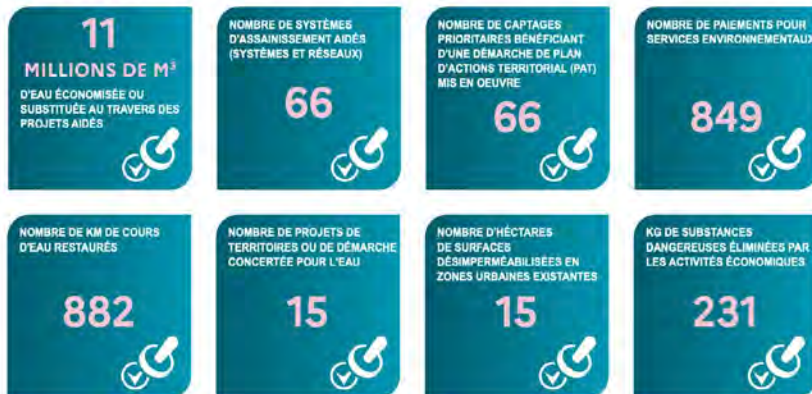 11
MILLIONS DE M³
D'EAU ÉCONOMISÉE OU
SUBSTITUÉE AU TRAVERS DES
PROJETS AIDÉS
NOMBRE DE SYSTÈMES
D'ASSAINISSEMENT AIDÉS
(SYSTÈMES ET RÉSEAUX)
66
NOMBRE DE CAPTAGES
PRIORITAIRES BÉNÉFICIANT
D'UNE DÉMARCHE DE PLAN
D'ACTIONS TERRITORIAL (PAT)
MIS EN OEUVRE
66
NOMBRE DE PAIEMENTS POUR
SERVICES ENVIRONNEMENTAUX
849
NOMBRE DE KM DE COURS
D'EAU RESTAURÉS
882
NOMBRE DE PROJETS DE
TERRITOIRES OU DE DÉMARCHE
CONCERTÉE POUR L'EAU
15
NOMBRE D'HÉCTARES
DE SURFACES
DÉSIMPERMÉABILISÉES EN
ZONES URBAINES EXISTANTES
15
KG DE SUBSTANCES
DANGEREUSES ÉLIMINÉES PAR
LES ACTIVITÉS ÉCONOMIQUES
231